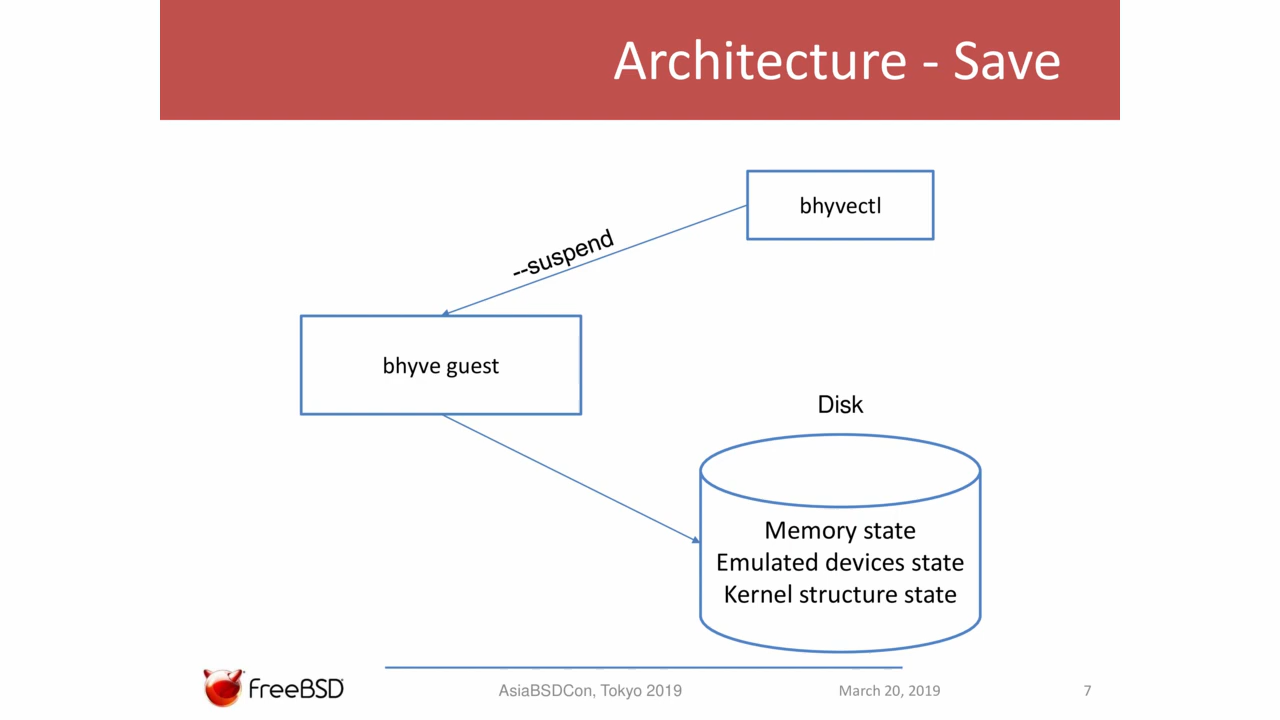 Architecture - Save
bhyvectl
--suspend
bhyve guest
Disk
Memory state
Emulated devices state
Kernel structure state
FreeBSD
AsiaBSDCon, Tokyo 2019
March 20, 2019
7